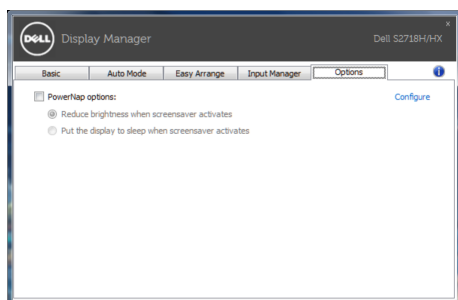 DELL Display Manager Dell S2718H/HX
Basic Auto Mode Easy Arrange Input Manager Options
PowerNap options: Configure
Reduce brightness when screensaver activates
Put the display to sleep when screensaver activates